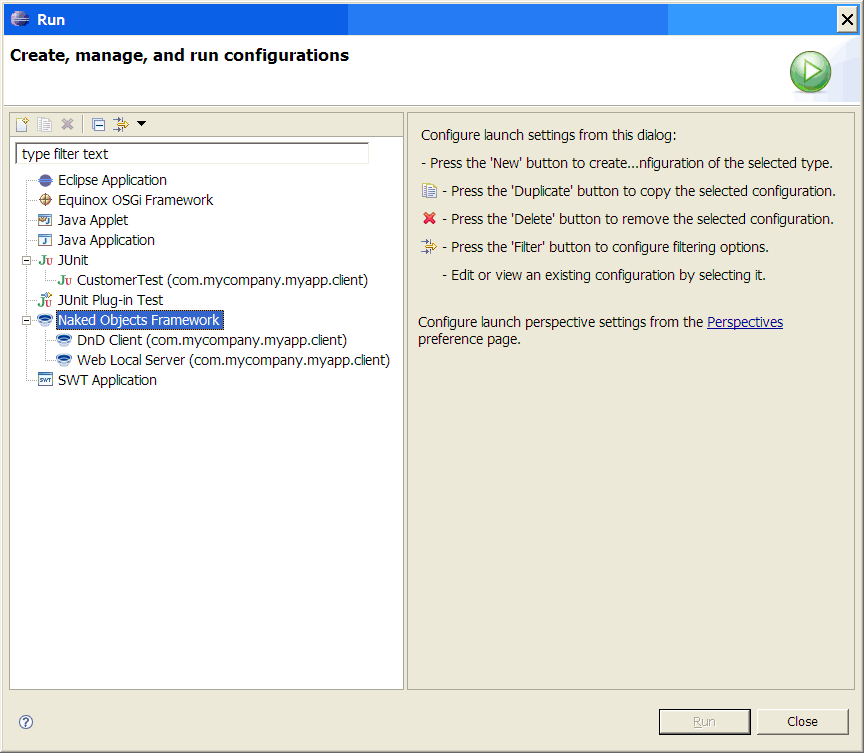 Run
Create, manage, and run configurations
type filter text
Eclipse Application
Equinox OSGi Framework
Java Applet
Java Application
JUnit
CustomerTest (com.mycompany.myapp.client)
JUnit Plug-in Test
Naked Objects Framework
DnD Client (com.mycompany.myapp.client)
Web Local Server (com.mycompany.myapp.client)
SWT Application
Configure launch settings from this dialog:
- Press the 'New' button to create...nfiguration of the selected type.
- Press the 'Duplicate' button to copy the selected configuration.
- Press the 'Delete' button to remove the selected configuration.
- Press the 'Filter' button to configure filtering options.
- Edit or view an existing configuration by selecting it.
Configure launch perspective settings from the Perspectives
preference page.
Run
Close